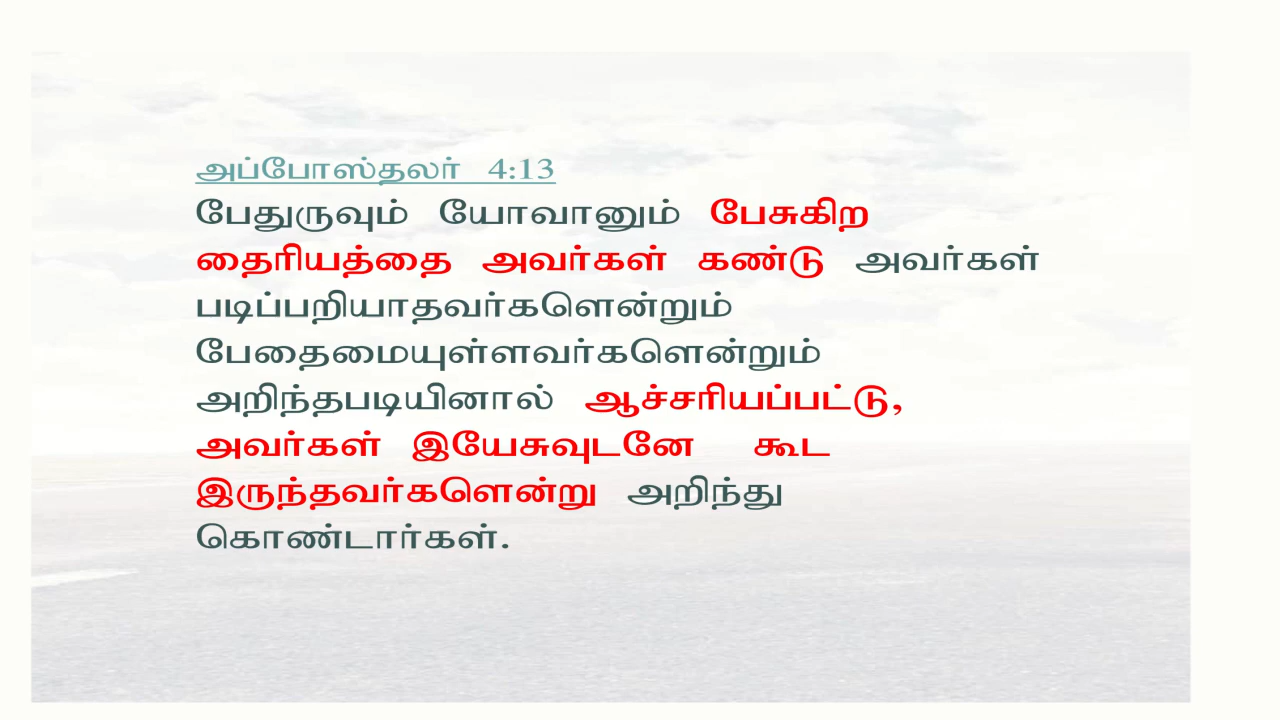 அப்போஸ்தலர் 4:13
பேதுருவும் யோவானும் பேசுகிற
தைரியத்தை அவர்கள் கண்டு அவர்கள்
படிப்பறியாதவர்களென்றும்
பேதைமையுள்ளவர்களென்றும்
அறிந்தபடியினால் ஆச்சரியப்பட்டு,
அவர்கள் இயேசுவுடனே கூட
இருந்தவர்களென்று அறிந்து
கொண்டார்கள்.